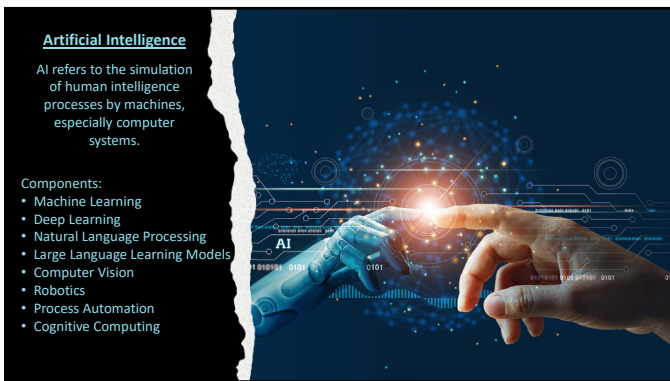 Artificial Intelligence
AI refers to the simulation
of human intelligence
processes by machines,
especially computer
systems.
Components:
• Machine Learning
• Deep Learning
• Natural Language Processing
• Large Language Learning Models
• Computer Vision
• Robotics
• Process Automation
• Cognitive Computing
AI
0101
0101